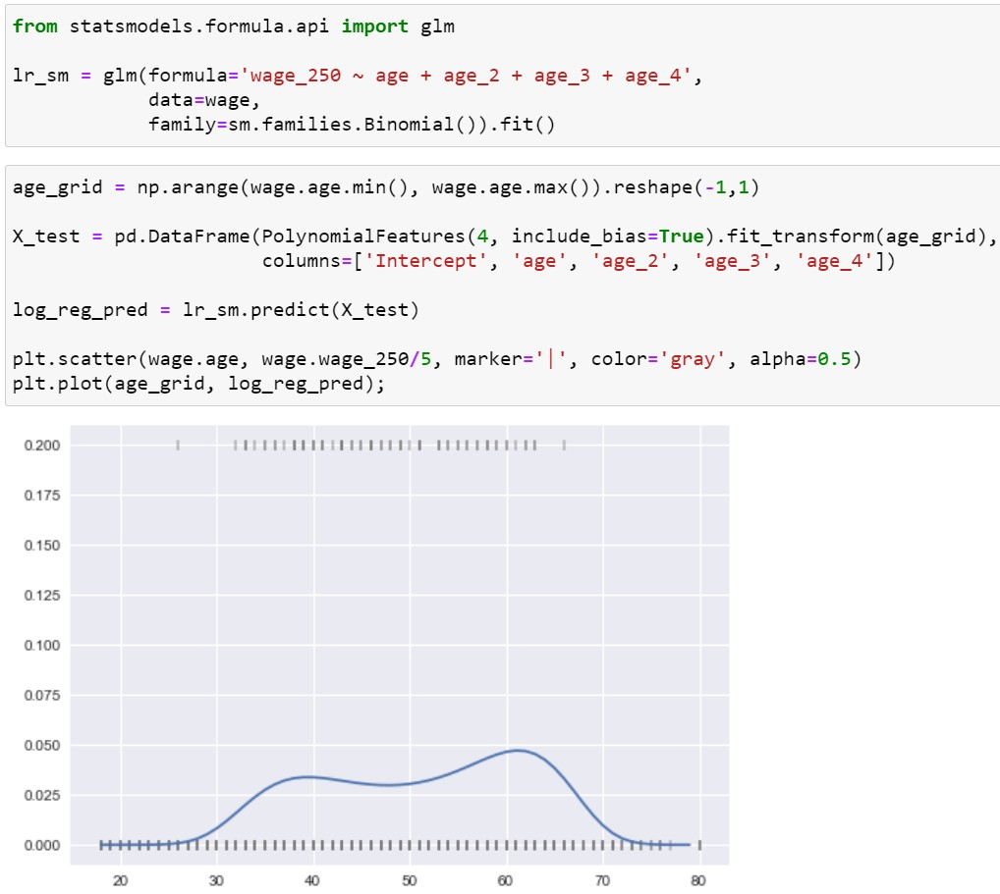 from statsmodels.formula.api import glm
lr_sm = glm(formula='wage_250 ~ age + age_2 + age_3 + age_4',
data=wage,
family=sm.families.Binomial()).fit()
age_grid = np.arange(wage.age.min(), wage.age.max()).reshape(-1,1)
X_test = pd.DataFrame(PolynomialFeatures(4, include_bias=True).fit_transform(age_grid),
columns=['Intercept', 'age', 'age_2', 'age_3', 'age_4'])
log_reg_pred = lr_sm.predict(X_test)
plt.scatter(wage.age, wage.wage_250/5, marker='|', color='gray', alpha=0.5)
plt.plot(age_grid, log_reg_pred);
0.200
0.175
0.150
0.125
0.100
0.075
0.050
0.025
0.000
20 30 40 50 60 70 80